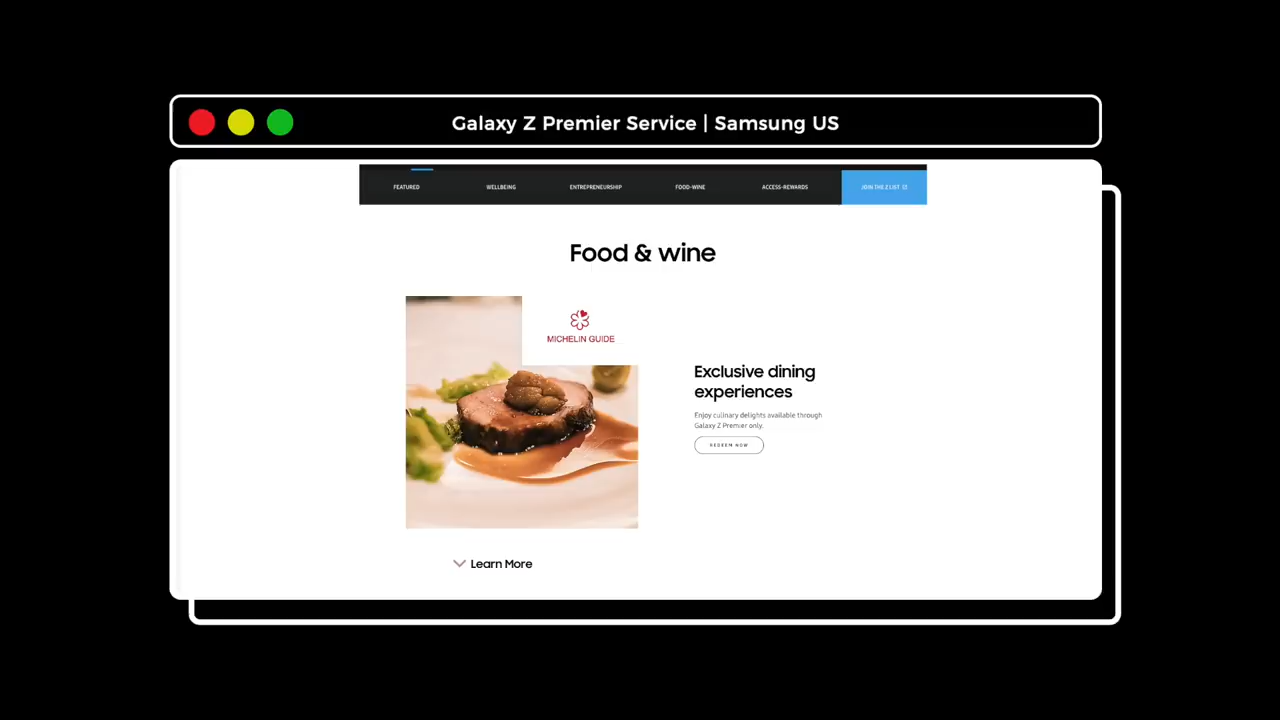 Galaxy Z Premier Service | Samsung US
FEATURED
WELLBEING
ENTREPRENEURSHIP
FOOD-WINE
ACCESS-REWARDS
JOIN THE Z LIST
Food & wine
MICHELIN GUIDE
Exclusive dining
experiences
Enjoy culinary delights available through
Galaxy Z Premier only.
REDEEM NOW
Learn More